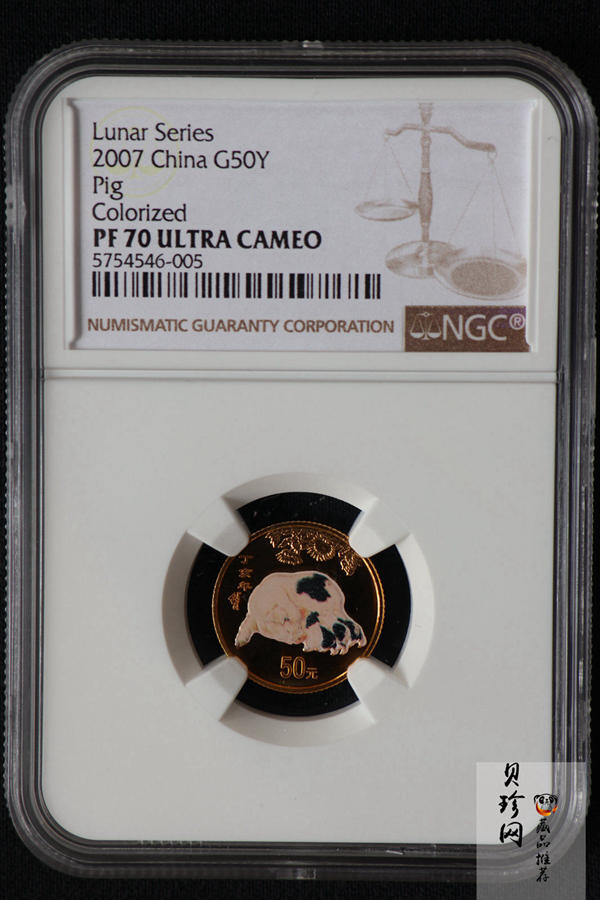 Lunar Series
2007 China G50Y
Pig
Colorized
PF 70 ULTRA CAMEO
5754546-005
NUMISMATIC GUARANTY CORPORATION
NGC®
丁亥年
50元
贝珍网
藏品推荐